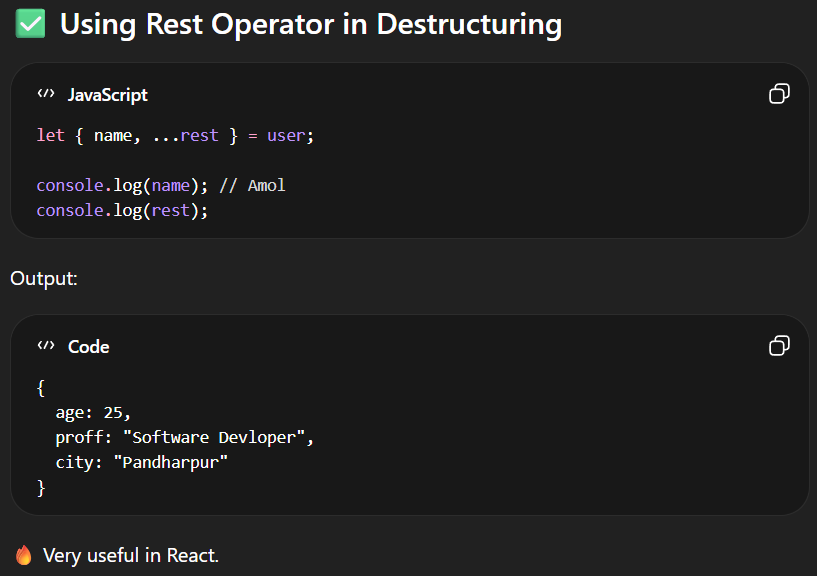 ✅ Using Rest Operator in Destructuring
JavaScript
let { name, ...rest } = user;
console.log(name); // Amol
console.log(rest);
Output:
Code
{
  age: 25,
  proff: "Software Devloper",
  city: "Pandharpur"
}
🔥 Very useful in React.